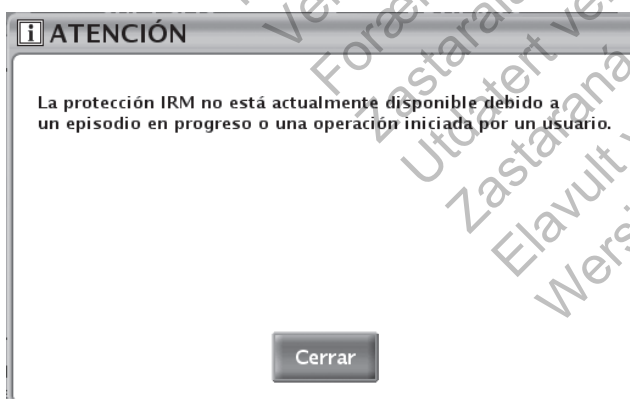 i ATENCIÓN
La protección IRM no está actualmente disponible debido a
un episodio en progreso o una operación iniciada por un usuario.
Cerrar
Utdatert